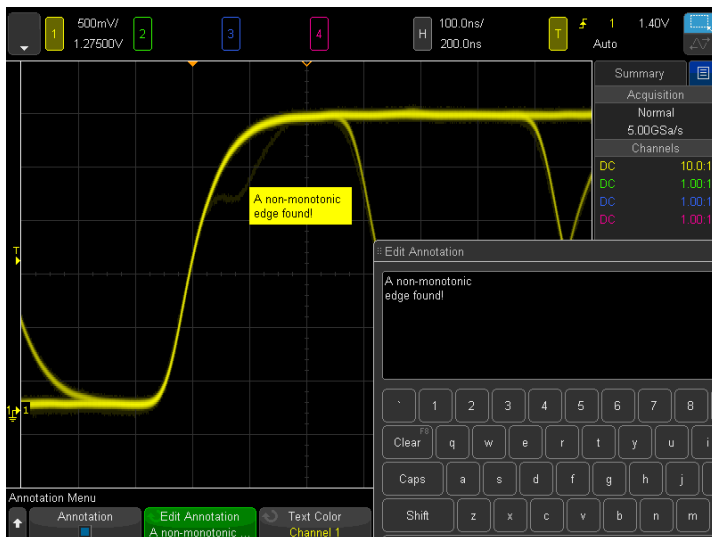 1 500mV/ 2 3 4 H 100.0ns/ T 1 1.40V
1.27500V 200.0ns Auto
Summary
Acquisition
Normal
5.00GSa/s
Channels
DC 10.0:1
DC 1.00:1
DC 1.00:1
DC 1.00:1
A non-monotonic
edge found!
T
1 1
Edit Annotation
A non-monotonic
edge found!
` 1 2 3 4 5 6 7 8
Clear F8 q w e r t y u i
Caps a s d f g h j
Shift z x c v b n m
Annotation Menu
Annotation Edit Annotation Text Color
A non-monotonic ... Channel 1